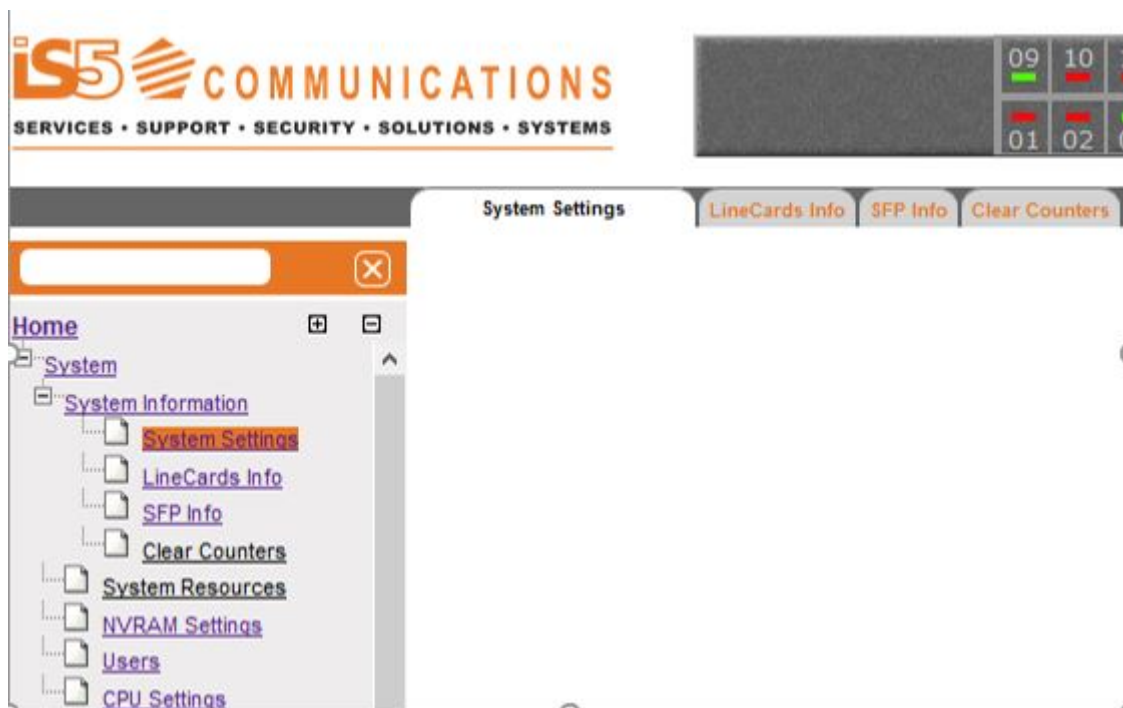 iS5 COMMUNICATIONS
SERVICES • SUPPORT • SECURITY • SOLUTIONS • SYSTEMS
09 10
01 02
System Settings LineCards Info SFP Info Clear Counters
Home
System
System Information
System Settings
LineCards Info
SFP Info
Clear Counters
System Resources
NVRAM Settings
Users
CPU Settings